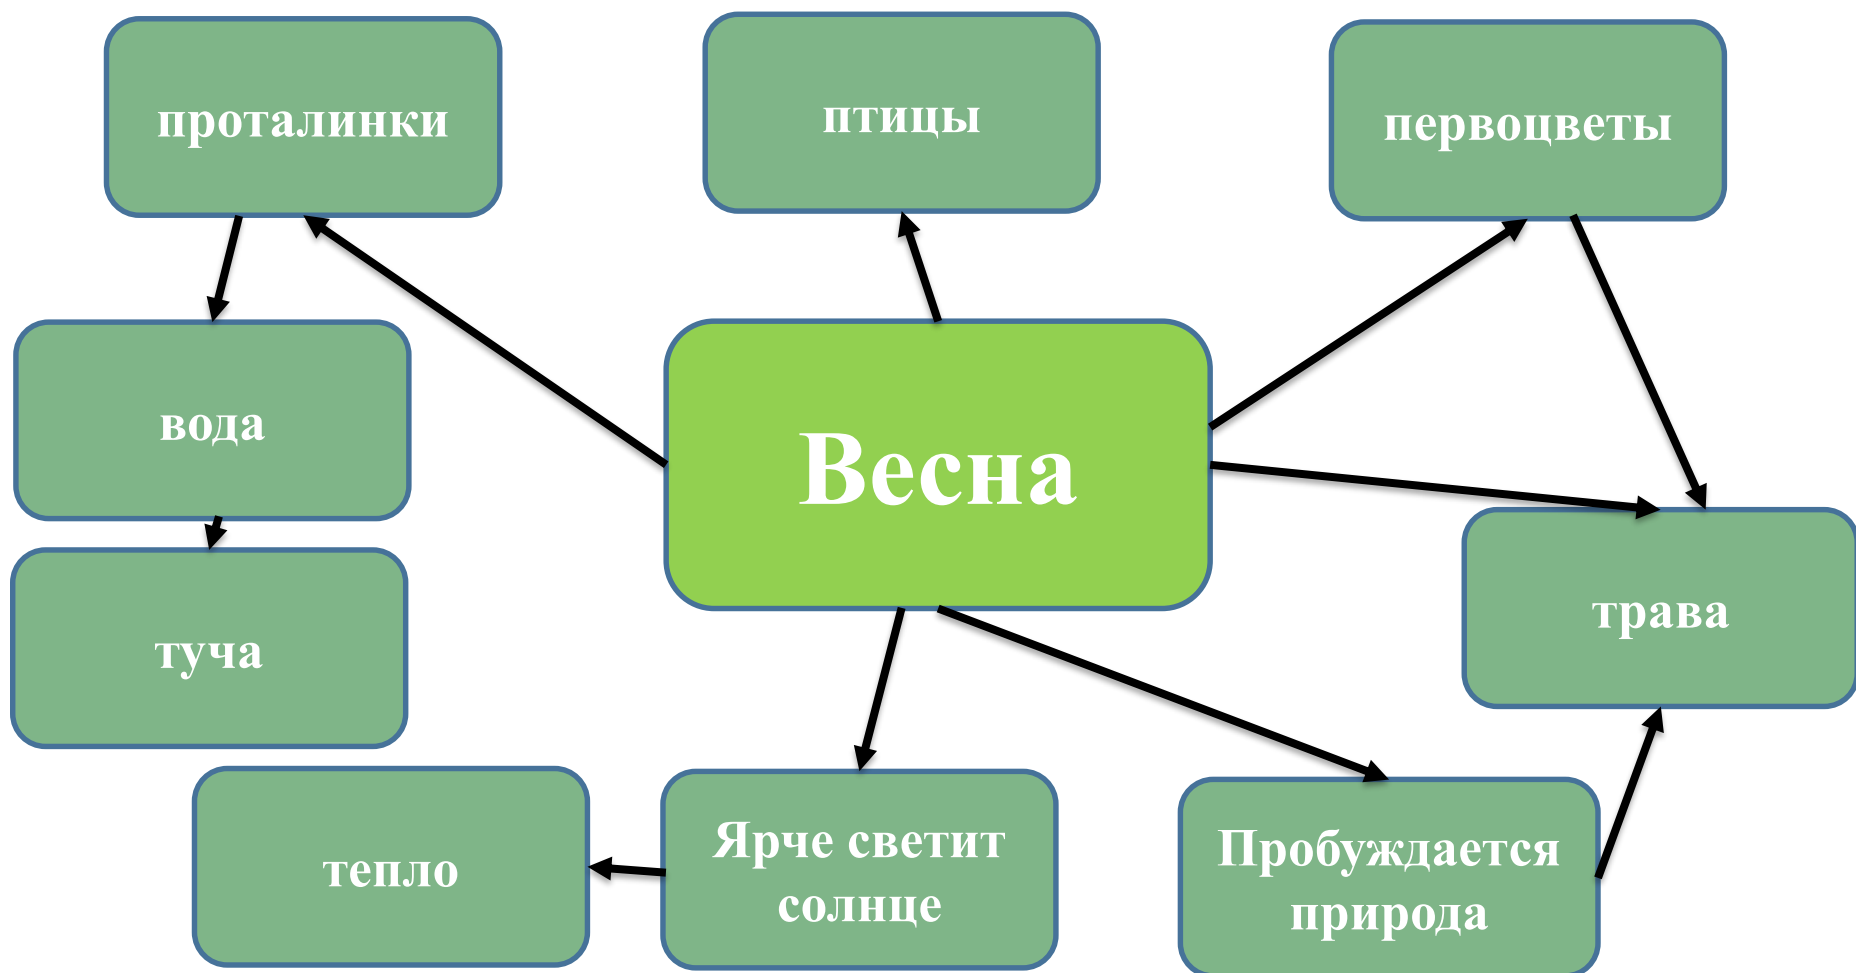 проталинки
птицы
первоцветы
вода
Весна
трава
туча
тепло
Ярче светит
солнце
Пробуждается
природа